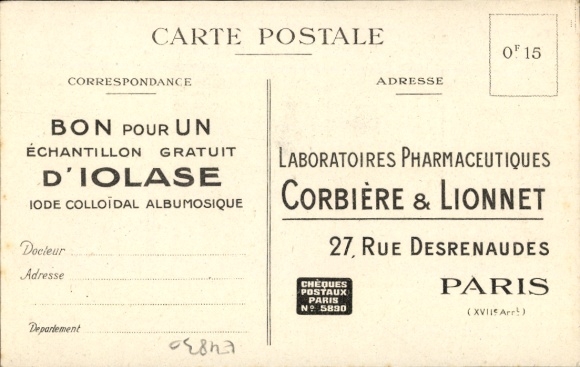 CARTE POSTALE
CORRESPONDANCE
BON POUR UN
ÉCHANTILLON GRATUIT
D'IOLASE
IODE COLLOÏDAL ALBUMOSIQUE
Docteur
Adresse
Departement
ADRESSE
0F 15
LABORATOIRES PHARMACEUTIQUES
CORBIÈRE & LIONNET
27, RUE DESRENAUDES
PARIS
(XVIIe Arrt)
CHÈQUES
POSTAUX
PARIS
No 5890